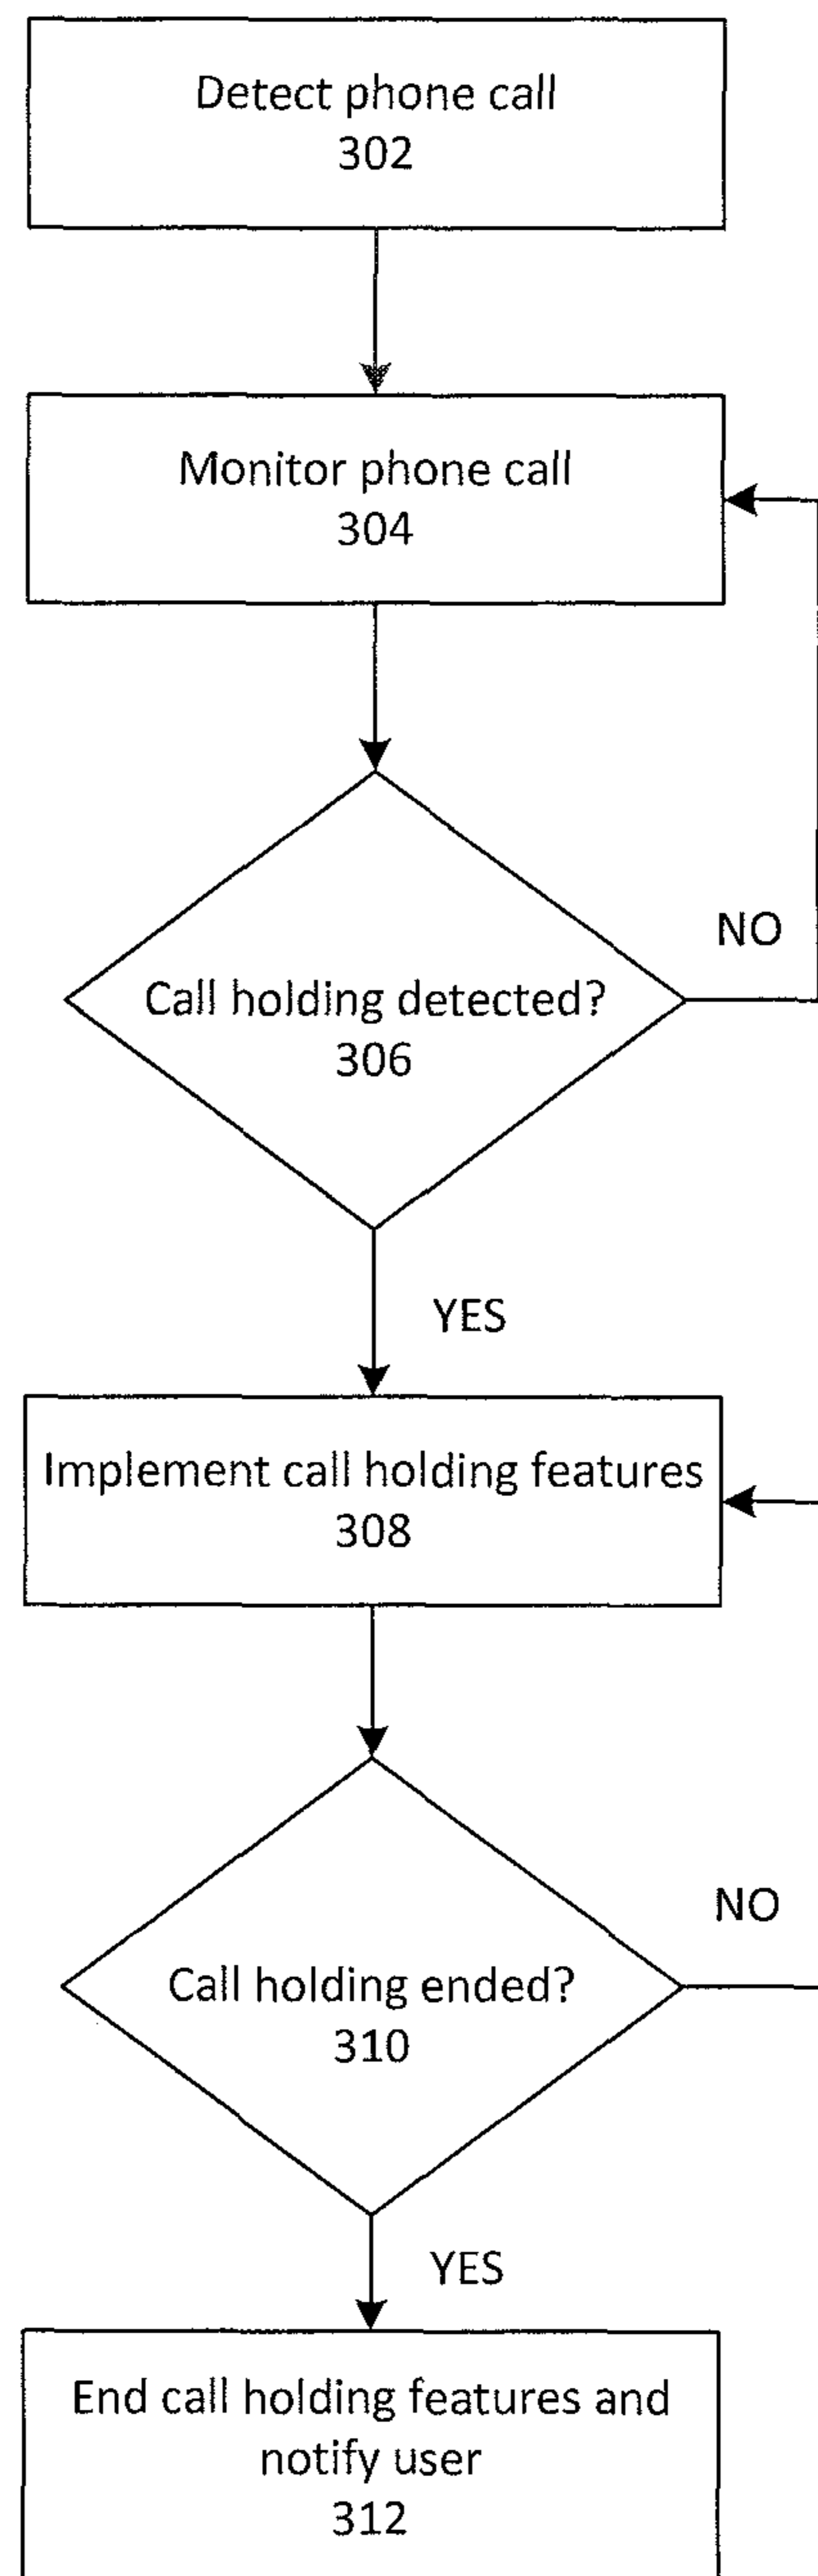 Detect phone call
302
Monitor phone call
304
NO
Call holding detected?
306
YES
Implement call holding features
308
NO
Call holding ended?
310
YES
End call holding features and
notify user
312